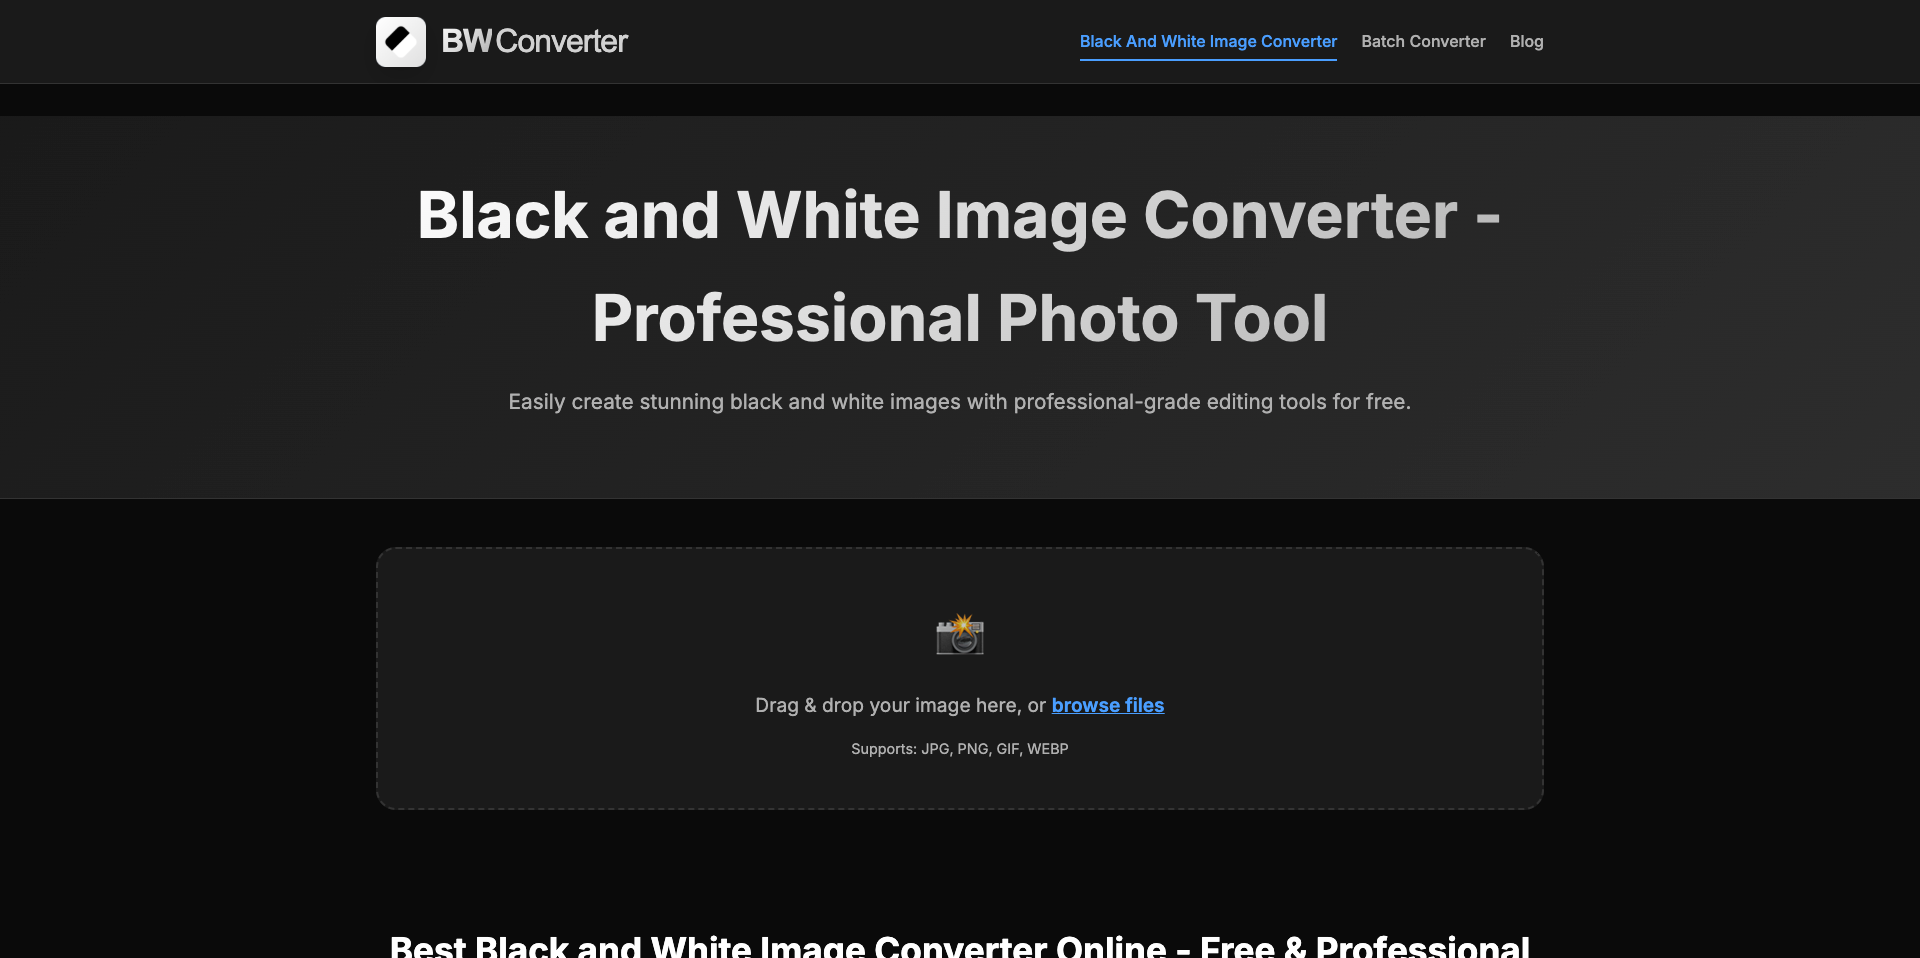 BW Converter
Black And White Image Converter
Batch Converter
Blog
Black and White Image Converter -
Professional Photo Tool
Easily create stunning black and white images with professional-grade editing tools for free.
Drag & drop your image here, or browse files
Supports: JPG, PNG, GIF, WEBP
Best Black and White Image Converter Online - Free & Professional